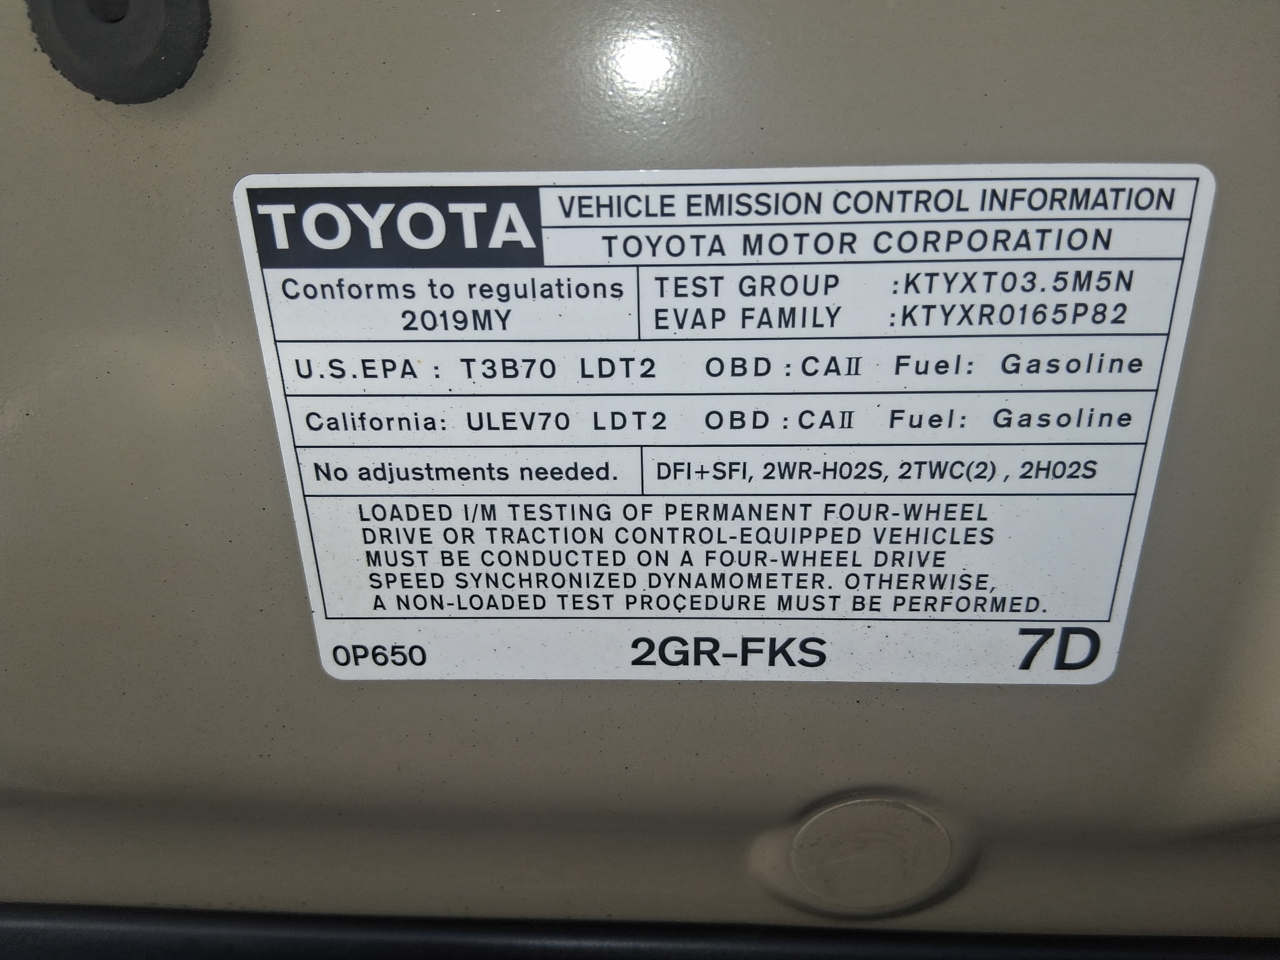 TOYOTA
VEHICLE EMISSION CONTROL INFORMATION
TOYOTA MOTOR CORPORATION
Conforms to regulations
2019MY
TEST GROUP :KTYXT03.5M5N
EVAP FAMILY :KTYXR0165P82
U.S.EPA : T3B70 LDT2 OBD : CAII Fuel: Gasoline
California: ULEV70 LDT2 OBD : CAII Fuel: Gasoline
No adjustments needed.
DFI+SFI, 2WR-HO2S, 2TWC(2) , 2HO2S
LOADED I/M TESTING OF PERMANENT FOUR-WHEEL
DRIVE OR TRACTION CONTROL-EQUIPPED VEHICLES
MUST BE CONDUCTED ON A FOUR-WHEEL DRIVE
SPEED SYNCHRONIZED DYNAMOMETER. OTHERWISE,
A NON-LOADED TEST PROCEDURE MUST BE PERFORMED.
0P650 2GR-FKS 7D